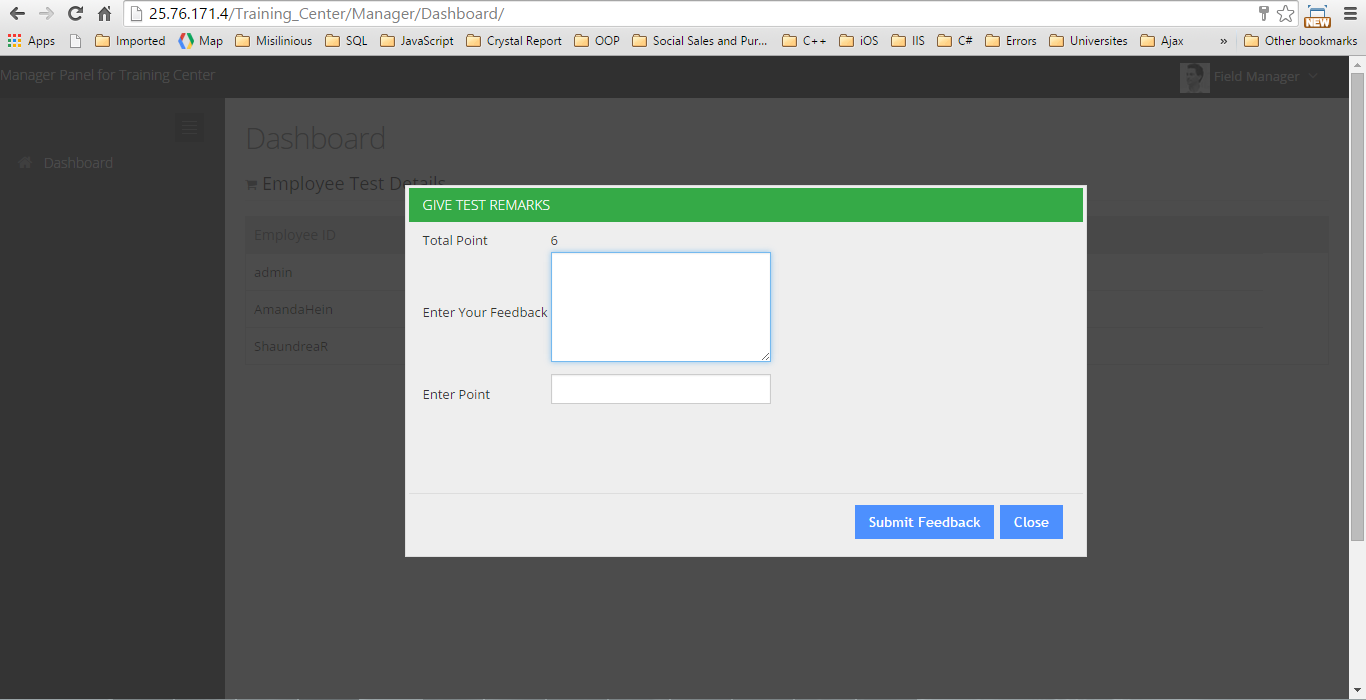 25.76.171.4/Training_Center/Manager/Dashboard/
NEW
Apps Imported Map Misilinious SQL JavaScript Crystal Report OOP Social Sales and Pur... C++ iOS IIS C# Errors Universites Ajax » Other bookmarks
Manager Panel for Training Center Field Manager
Dashboard
Dashboard
Employee Test Details
GIVE TEST REMARKS
Employee ID
Total Point 6
admin
AmandaHein
Enter Your Feedback
ShaundreaR
Enter Point
Submit Feedback Close